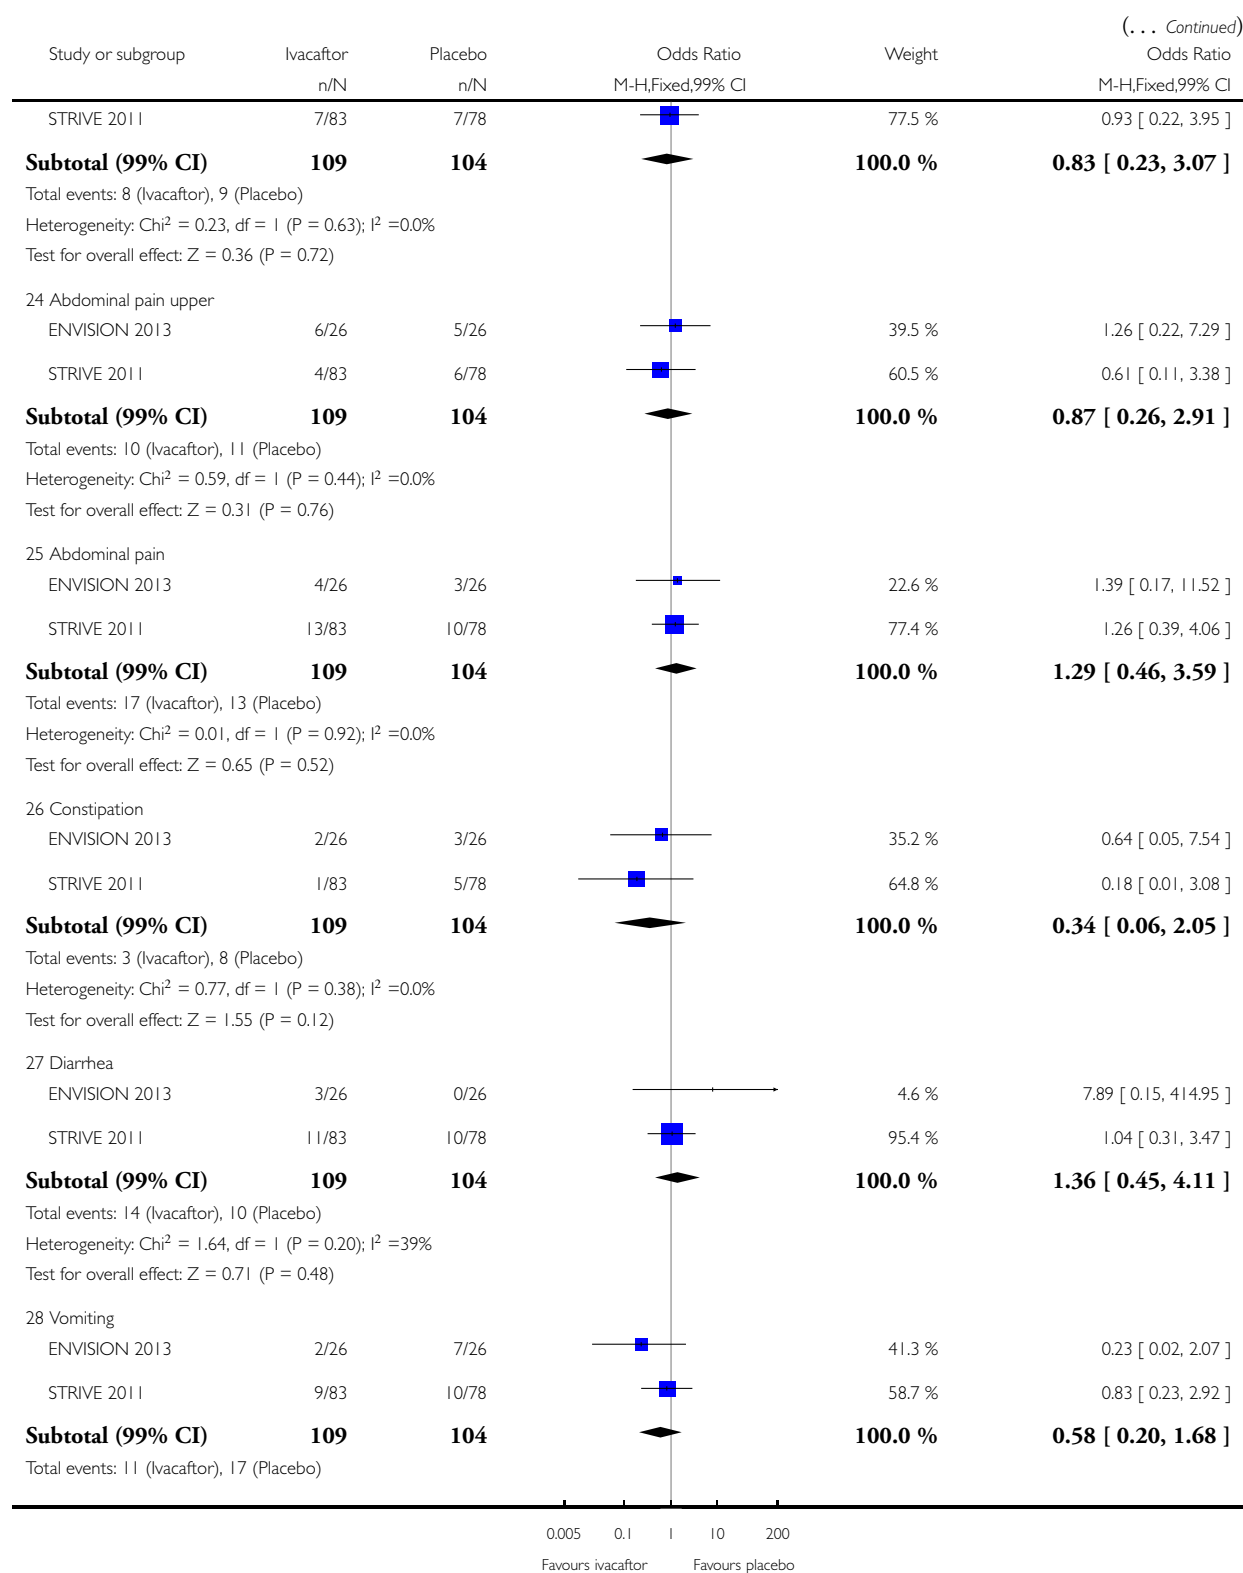 (... Continued)
Study or subgroup Ivacaftor Placebo Odds Ratio Weight Odds Ratio
n/N n/N M-H,Fixed,99% CI M-H,Fixed,99% CI
STRIVE 2011 7/83 7/78 77.5 % 0.93 [ 0.22, 3.95 ]
Subtotal (99% CI) 109 104 100.0 % 0.83 [ 0.23, 3.07 ]
Total events: 8 (Ivacaftor), 9 (Placebo)
Heterogeneity: Chi² = 0.23, df = 1 (P = 0.63); I² =0.0%
Test for overall effect: Z = 0.36 (P = 0.72)
24 Abdominal pain upper
ENVISION 2013 6/26 5/26 39.5 % 1.26 [ 0.22, 7.29 ]
STRIVE 2011 4/83 6/78 60.5 % 0.61 [ 0.11, 3.38 ]
Subtotal (99% CI) 109 104 100.0 % 0.87 [ 0.26, 2.91 ]
Total events: 10 (Ivacaftor), 11 (Placebo)
Heterogeneity: Chi² = 0.59, df = 1 (P = 0.44); I² =0.0%
Test for overall effect: Z = 0.31 (P = 0.76)
25 Abdominal pain
ENVISION 2013 4/26 3/26 22.6 % 1.39 [ 0.17, 11.52 ]
STRIVE 2011 13/83 10/78 77.4 % 1.26 [ 0.39, 4.06 ]
Subtotal (99% CI) 109 104 100.0 % 1.29 [ 0.46, 3.59 ]
Total events: 17 (Ivacaftor), 13 (Placebo)
Heterogeneity: Chi² = 0.01, df = 1 (P = 0.92); I² =0.0%
Test for overall effect: Z = 0.65 (P = 0.52)
26 Constipation
ENVISION 2013 2/26 3/26 35.2 % 0.64 [ 0.05, 7.54 ]
STRIVE 2011 1/83 5/78 64.8 % 0.18 [ 0.01, 3.08 ]
Subtotal (99% CI) 109 104 100.0 % 0.34 [ 0.06, 2.05 ]
Total events: 3 (Ivacaftor), 8 (Placebo)
Heterogeneity: Chi² = 0.77, df = 1 (P = 0.38); I² =0.0%
Test for overall effect: Z = 1.55 (P = 0.12)
27 Diarrhea
ENVISION 2013 3/26 0/26 4.6 % 7.89 [ 0.15, 414.95 ]
STRIVE 2011 11/83 10/78 95.4 % 1.04 [ 0.31, 3.47 ]
Subtotal (99% CI) 109 104 100.0 % 1.36 [ 0.45, 4.11 ]
Total events: 14 (Ivacaftor), 10 (Placebo)
Heterogeneity: Chi² = 1.64, df = 1 (P = 0.20); I² =39%
Test for overall effect: Z = 0.71 (P = 0.48)
28 Vomiting
ENVISION 2013 2/26 7/26 41.3 % 0.23 [ 0.02, 2.07 ]
STRIVE 2011 9/83 10/78 58.7 % 0.83 [ 0.23, 2.92 ]
Subtotal (99% CI) 109 104 100.0 % 0.58 [ 0.20, 1.68 ]
Total events: 11 (Ivacaftor), 17 (Placebo)
0.005 0.1 1 10 200
Favours ivacaftor Favours placebo